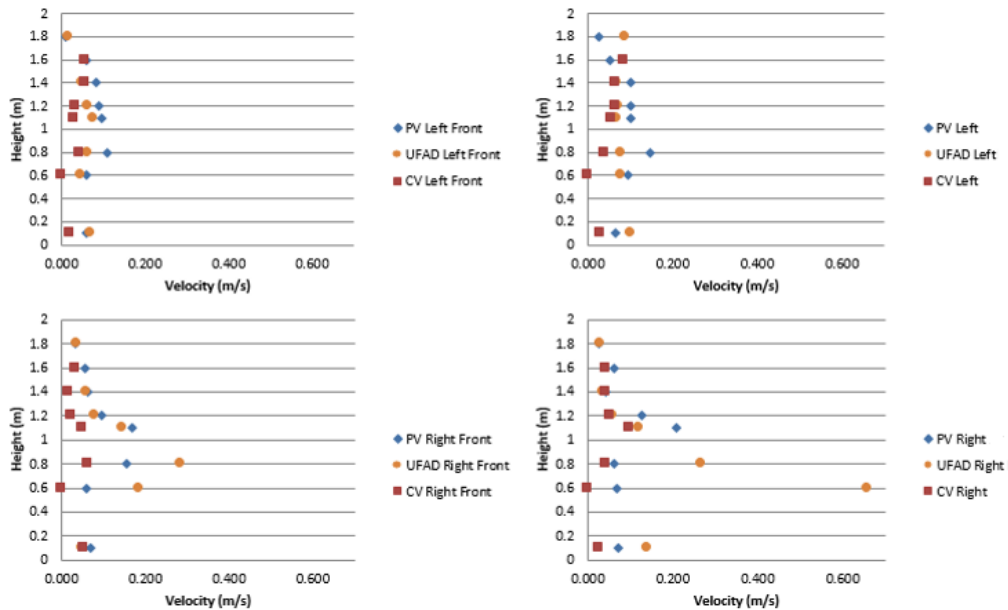 2
1.8
1.6
1.4
1.2
1
0.8
0.6
0.4
0.2
0
Height (m)
0.000 0.200 0.400 0.600
Velocity (m/s)
PV Left Front
UFAD Left Front
CV Left Front
2
1.8
1.6
1.4
1.2
1
0.8
0.6
0.4
0.2
0
Height (m)
0.000 0.200 0.400 0.600
Velocity (m/s)
PV Left
UFAD Left
CV Left
2
1.8
1.6
1.4
1.2
1
0.8
0.6
0.4
0.2
0
Height (m)
0.000 0.200 0.400 0.600
Velocity (m/s)
PV Right Front
UFAD Right Front
CV Right Front
2
1.8
1.6
1.4
1.2
1
0.8
0.6
0.4
0.2
0
Height (m)
0.000 0.200 0.400 0.600
Velocity (m/s)
PV Right
UFAD Right
CV Right